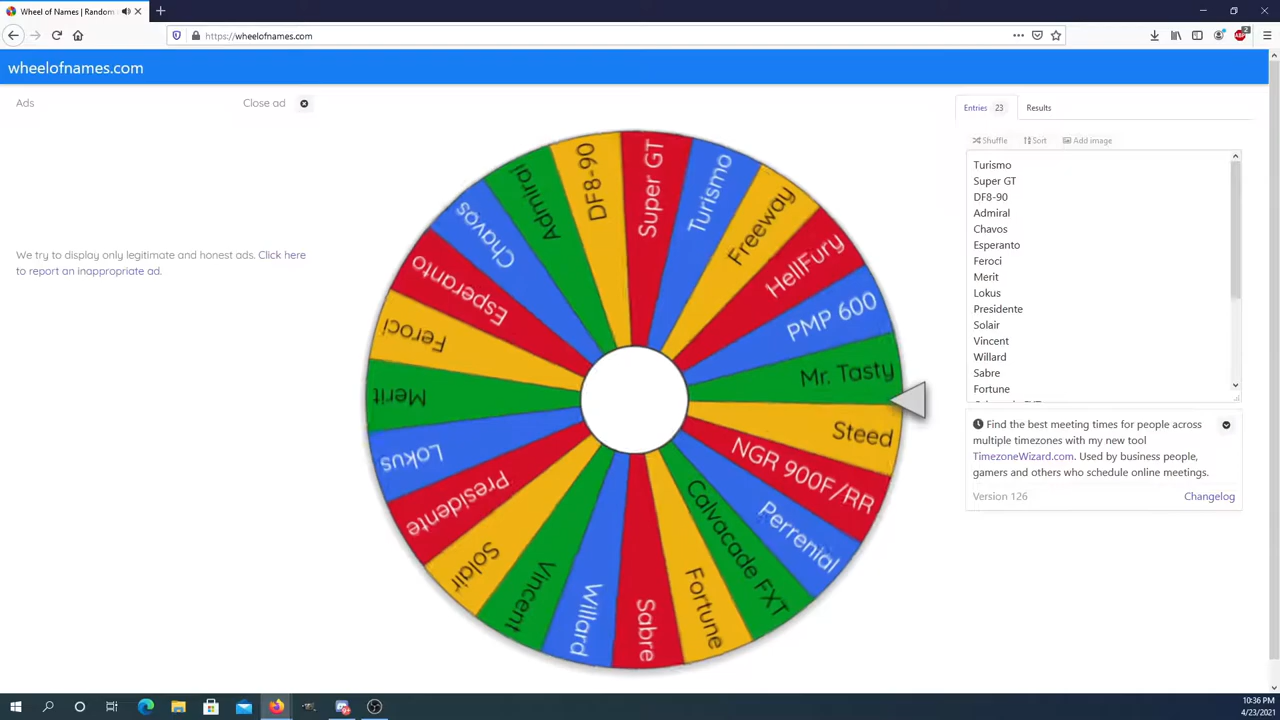 Wheel of Names | Random
https://wheelofnames.com
wheelofnames.com
Ads
Close ad
We try to display only legitimate and honest ads. Click here
to report an inappropriate ad.
DF8-90
Super GT
Turismo
Freeway
HellFury
PMP 600
Mr. Tasty
Steed
NGR 900F/RR
Perrenial
Calvacade FXT
Fortune
Sabre
Willard
Vincent
Solair
Presidente
Lokus
Merit
Feroci
Esperanto
Chavos
Admiral
Entries 23
Results
Shuffle
Sort
Add image
Turismo
Super GT
DF8-90
Admiral
Chavos
Esperanto
Feroci
Merit
Lokus
Presidente
Solair
Vincent
Willard
Sabre
Fortune
Find the best meeting times for people across
multiple timezones with my new tool
TimezoneWizard.com. Used by business people,
gamers and others who schedule online meetings.
Version 126
Changelog
10:36 PM
4/23/2021